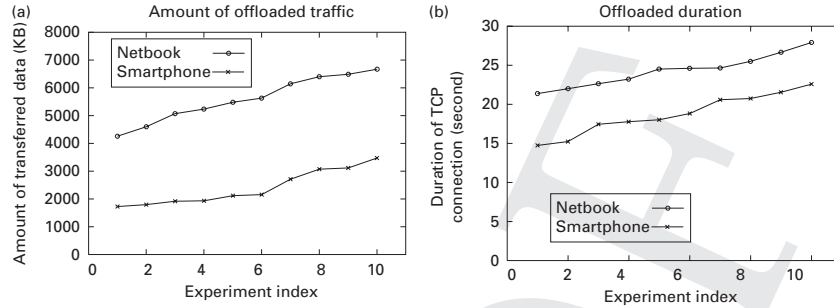 (a) Amount of offloaded traffic
Amount of transferred data (KB)
8000
7000
6000
5000
4000
3000
2000
1000
0
Netbook
Smartphone
0 2 4 6 8 10
Experiment index
(b) Offloaded duration
Duration of TCP
connection (second)
30
25
20
15
10
5
0
Netbook
Smartphone
0 2 4 6 8 10
Experiment index